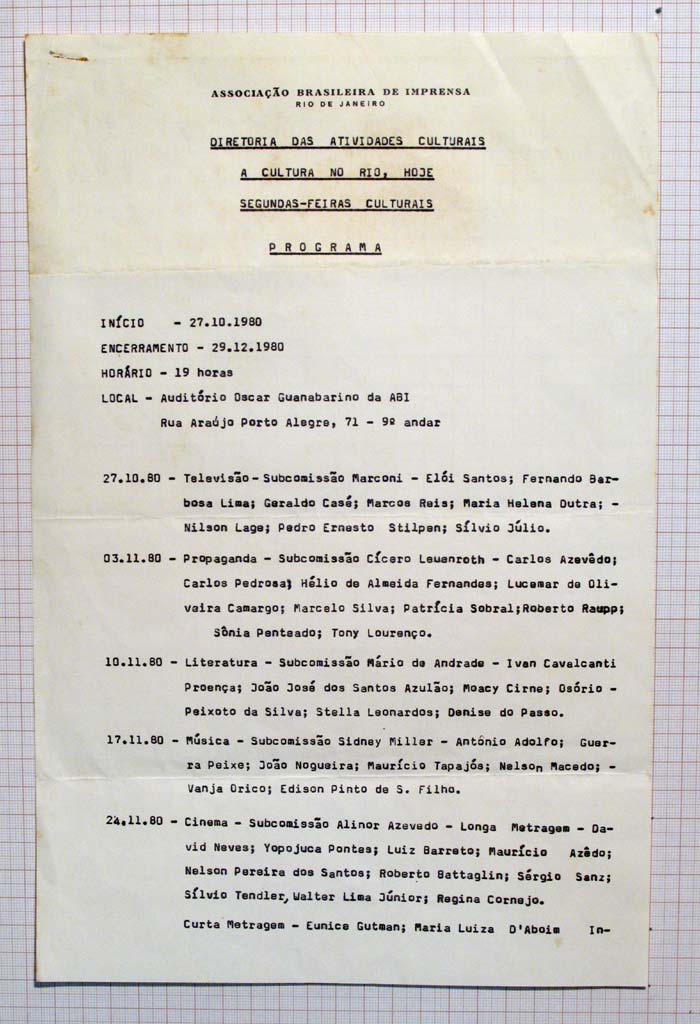 ASSOCIAÇÃO BRASILEIRA DE IMPRENSA
RIO DE JANEIRO
DIRETORIA DAS ATIVIDADES CULTURAIS
A CULTURA NO RIO, HOJE
SEGUNDAS-FEIRAS CULTURAIS
P R O G R A M A
INÍCIO - 27.10.1980
ENCERRAMENTO - 29.12.1980
HORÁRIO - 19 horas
LOCAL - Auditório Oscar Guanabarino da ABI
Rua Araújo Porto Alegre, 71 - 9º andar
27.10.80 - Televisão - Subcomissão Marconi - Elói Santos; Fernando Bar-
bosa Lima; Geraldo Casé; Marcos Reis; Maria Helena Dutra; -
Nilson Lage; Pedro Ernesto Stilpen; Sílvio Júlio.
03.11.80 - Propaganda - Subcomissão Cícero Leuenroth - Carlos Azevêdo;
Carlos Pedrosa; Hélio de Almeida Fernandes; Lucemar de Oli-
veira Camargo; Marcelo Silva; Patrícia Sobral;Roberto Raupp;
Sônia Penteado; Tony Lourenço.
10.11.80 - Literatura - Subcomissão Mário de Andrade - Ivan Cavalcanti
Proença; João José dos Santos Azulão; Moacy Cirne; Osório -
Peixoto da Silva; Stella Leonardos; Denise do Passo.
17.11.80 - Música - Subcomissão Sidney Miller - António Adolfo; Guer-
ra Peixe; João Nogueira; Maurício Tapajós; Nelson Macedo; -
Vanja Orico; Edison Pinto de S. Filho.
24.11.80 - Cinema - Subcomissão Alinor Azevedo - Longa Metragem - Da-
vid Neves; Yopojuca Pontes; Luiz Barreto; Maurício Azêdo;
Nelson Pereira dos Santos; Roberto Battaglin; Sérgio Sanz;
Sílvio Tendler, Walter Lima Júnior; Regina Cornejo.
Curta Metragem - Eunice Gutman; Maria Luiza D'Aboim In-